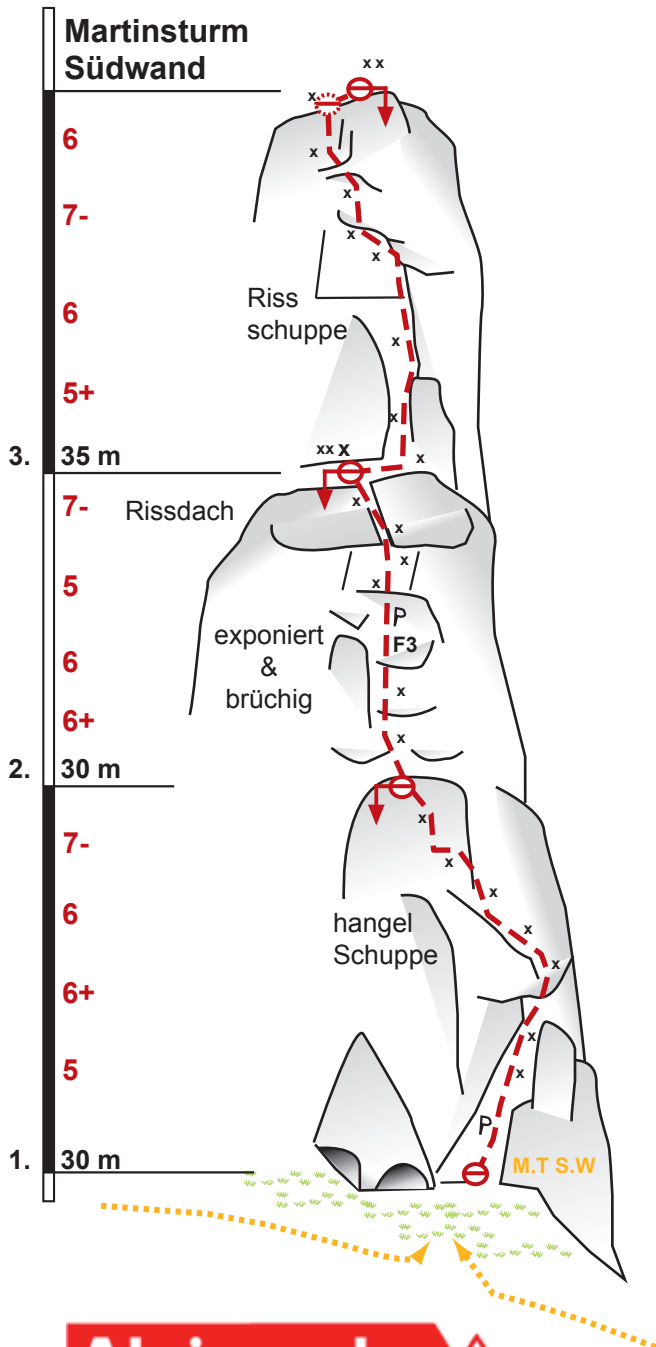 Martinsturm
Südwand
x x
x
6
x
x
7-
x
x
Riss
schuppe
6
x
5+
x
xx x
x
3. 35 m
7-
Rissdach
x
x
x
5
x
P
F3
exponiert
&
brüchig
6
x
6+
x
2. 30 m
x
7-
x
x
6
hangel
Schuppe
x
x
6+
x
x
5
P
M.T S.W
1. 30 m